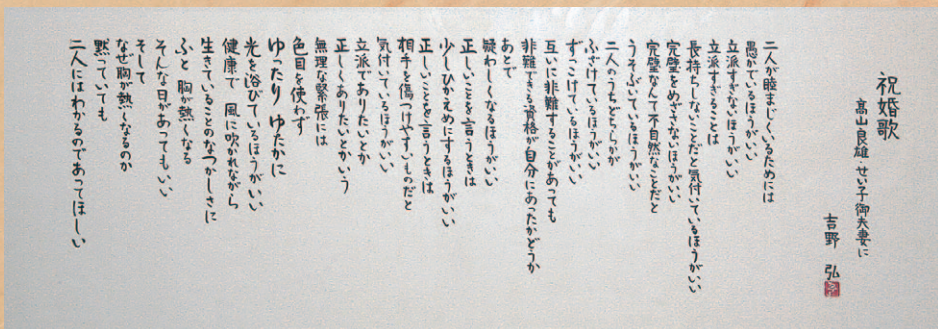 祝婚歌
高山良雄・せい子御夫妻に
吉野 弘
二人が睦まじくいるためには
愚かでいるほうがいい
立派すぎないほうがいい
立派すぎることは
長持ちしないことだと気付いているほうがいい
完璧をめざさないほうがいい
完璧なんて不自然なことだと
うそぶいているほうがいい
二人のうちどちらかが
ふざけているほうがいい
ずっこけているほうがいい
互いに非難することがあっても
非難できる資格が自分にあったかどうか
あとで
疑わしくなるほうがいい
正しいことを言うときは
少しひかえめにするほうがいい
正しいことを言うときは
相手を傷つけやすいものだと
気付いているほうがいい
立派でありたいとか
正しくありたいとかいう
無理な緊張には
色目を使わず
ゆったり ゆたかに
光を浴びているほうがいい
健康で 風に吹かれながら
生きていることのなつかしさに
ふと 胸が熱くなる
そんな日があってもいい
そして
なぜ胸が熱くなるのか
黙っていても
二人にはわかるのであってほしい